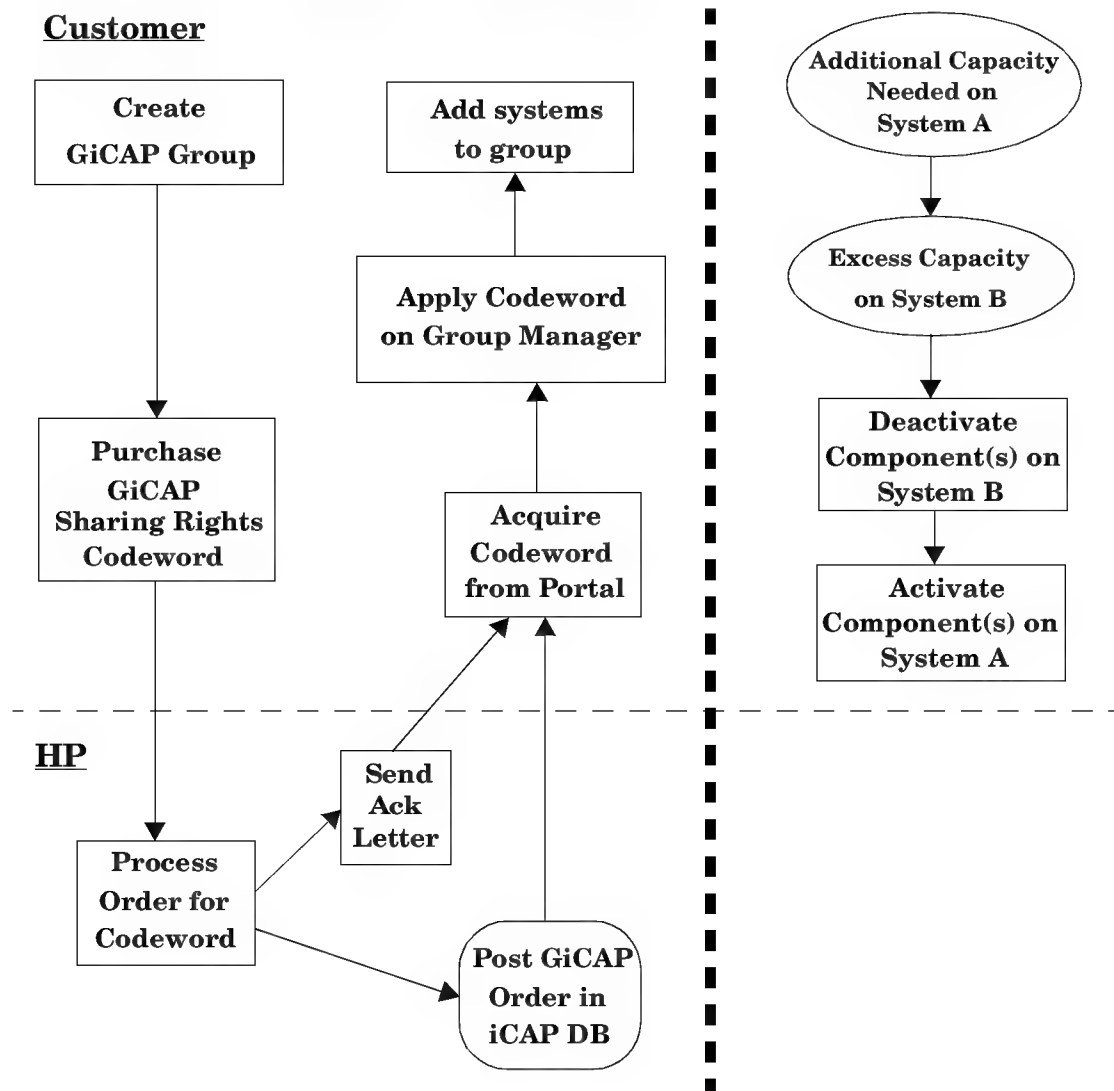 Customer
Create
GiCAP Group
Purchase
GiCAP
Sharing Rights
Codeword
Add systems
to group
Apply Codeword
on Group Manager
Acquire
Codeword
from Portal
HP
Process
Order for
Codeword
Send
Ack
Letter
Post GiCAP
Order in
iCAP DB
Additional Capacity
Needed on
System A
Excess Capacity
on System B
Deactivate
Component(s) on
System B
Activate
Component(s) on
System A